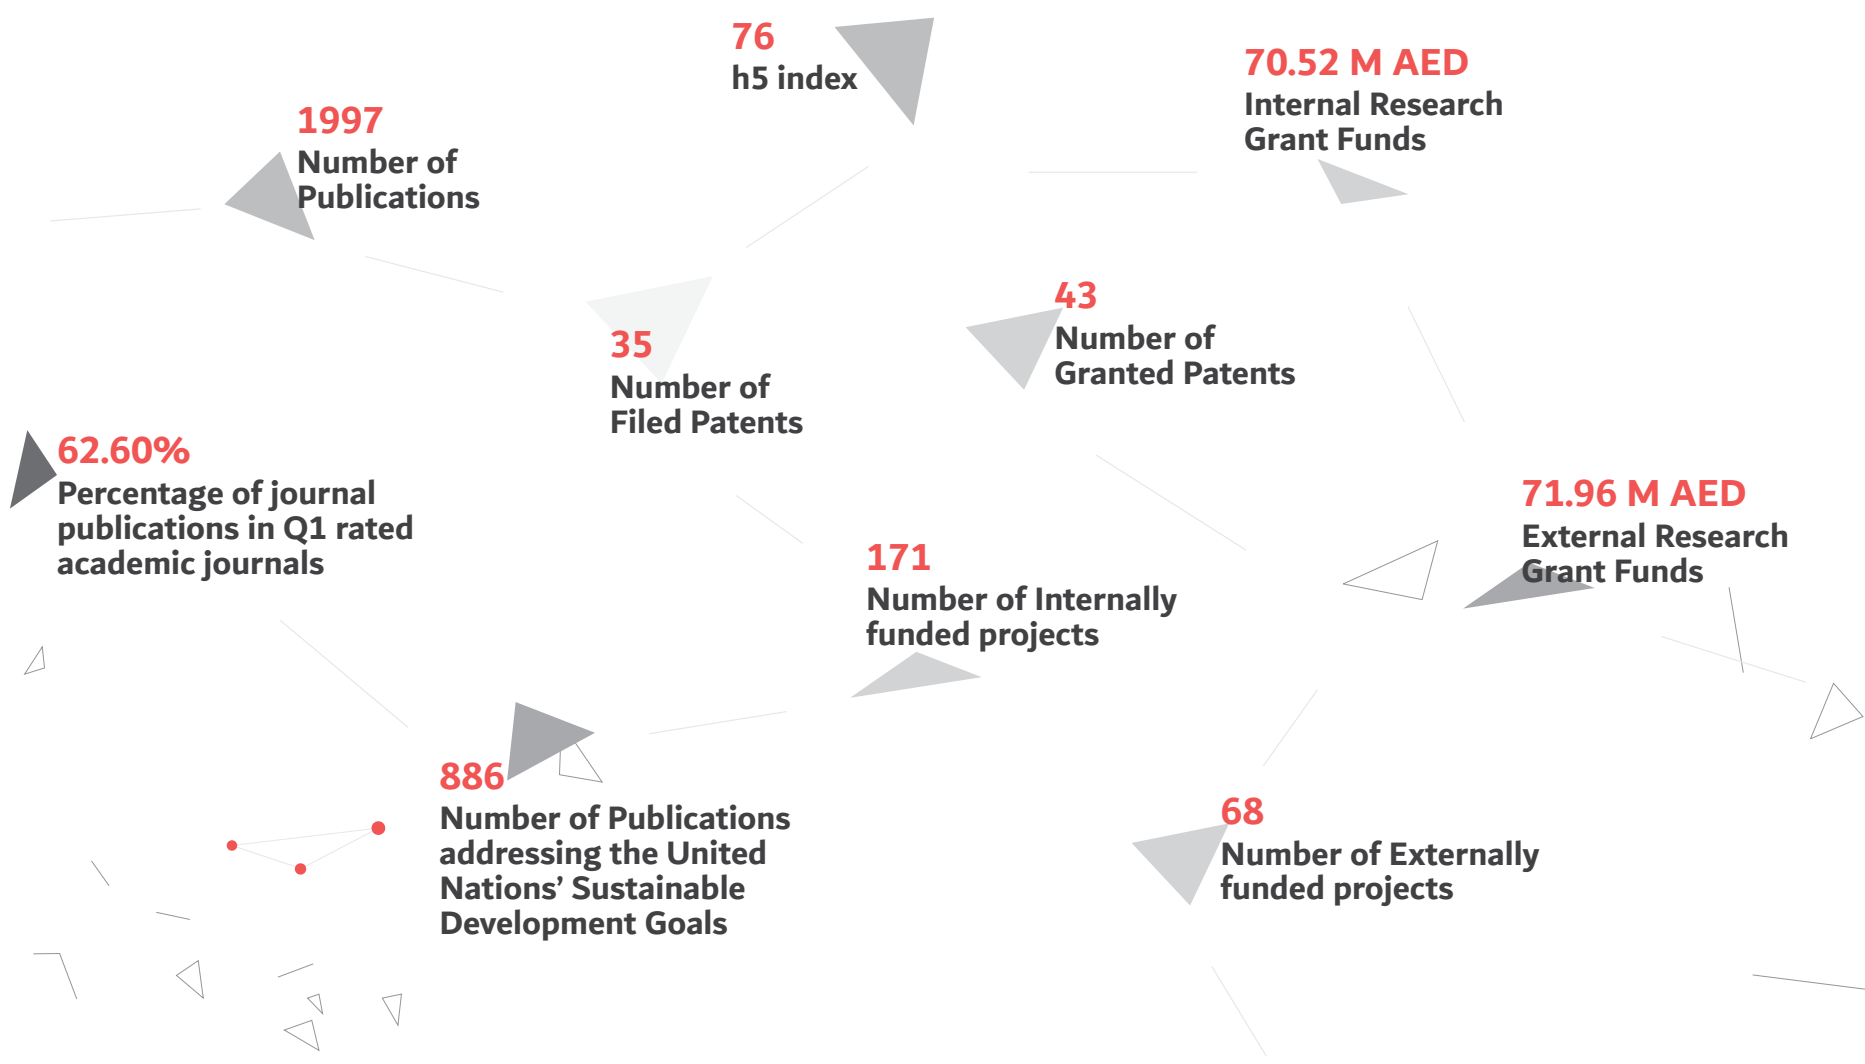 76
h5 index
70.52 M AED
Internal Research
Grant Funds
1997
Number of
Publications
43
Number of
Granted Patents
35
Number of
Filed Patents
62.60%
Percentage of journal
publications in Q1 rated
academic journals
71.96 M AED
External Research
Grant Funds
171
Number of Internally
funded projects
886
Number of Publications
addressing the United
Nations’ Sustainable
Development Goals
68
Number of Externally
funded projects